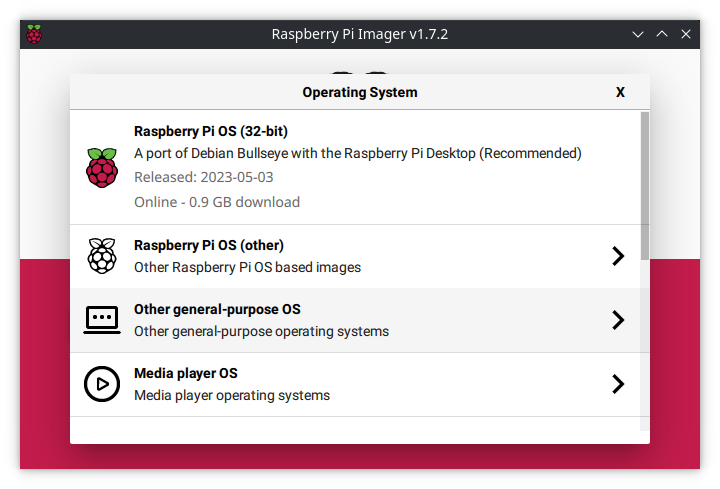 Raspberry Pi Imager v1.7.2
Operating System
X
Raspberry Pi OS (32-bit)
A port of Debian Bullseye with the Raspberry Pi Desktop (Recommended)
Released: 2023-05-03
Online - 0.9 GB download
Raspberry Pi OS (other)
Other Raspberry Pi OS based images
Other general-purpose OS
Other general-purpose operating systems
Media player OS
Media player operating systems